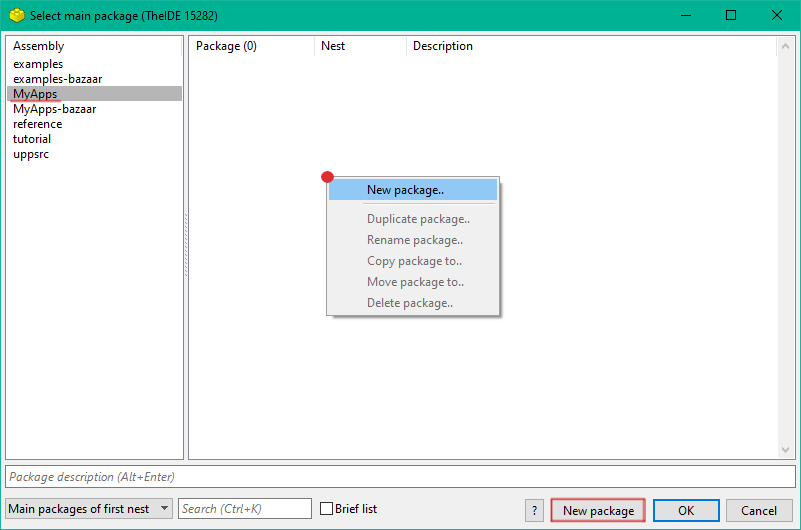 Select main package (TheIDE 15282)
Assembly
Package (0) Nest Description
examples
examples-bazaar
MyApps
MyApps-bazaar
reference
tutorial
uppsrc
New package..
Duplicate package..
Rename package..
Copy package to..
Move package to..
Delete package..
Package description (Alt+Enter)
Main packages of first nest Search (Ctrl+K) Brief list ? New package OK Cancel